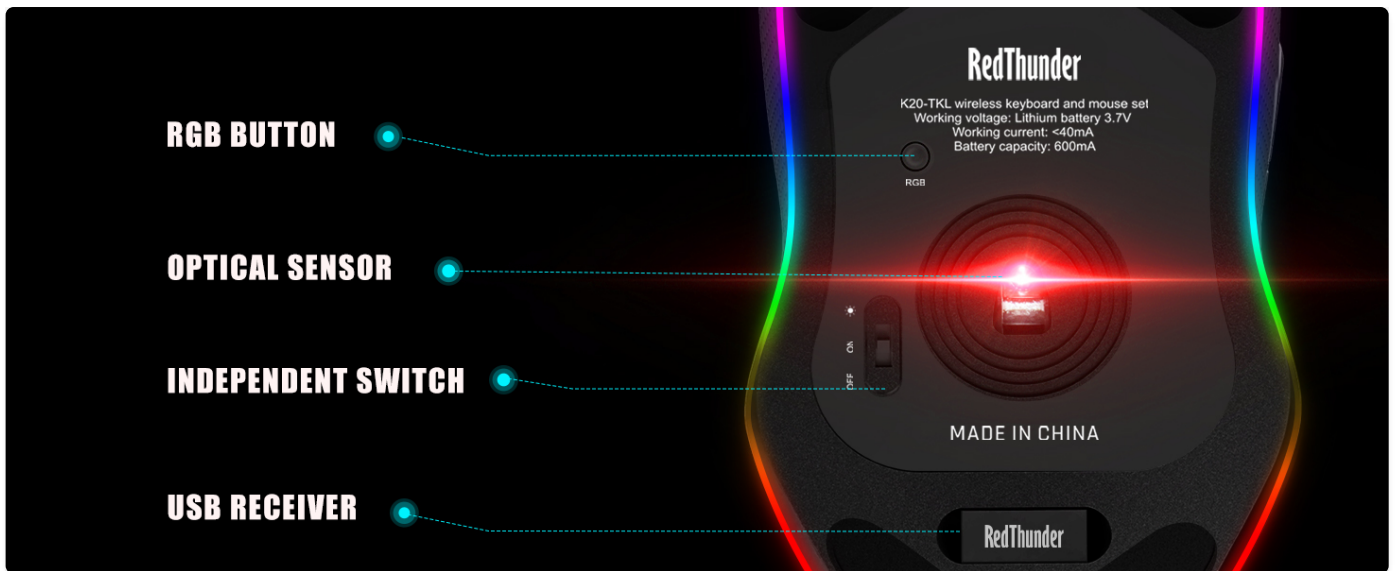 RedThunder
K20-TKL wireless keyboard and mouse set
Working voltage: Lithium battery 3.7V
Working current: <40mA
Battery capacity: 600mA
RGB BUTTON
RGB
OPTICAL SENSOR
ON
INDEPENDENT SWITCH
OFF
MADE IN CHINA
USB RECEIVER
RedThunder